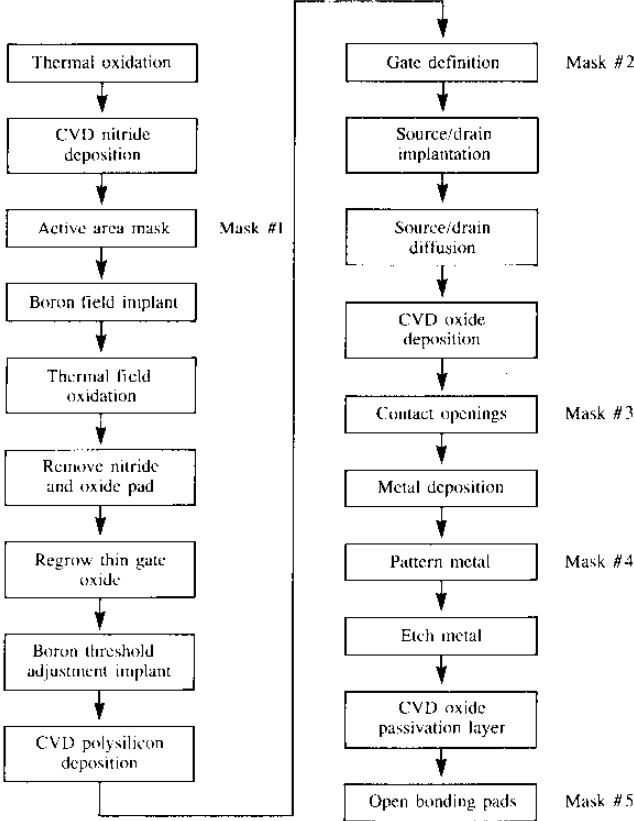 Thermal oxidation
CVD nitride
deposition
Active area mask
Mask #1
Boron field implant
Thermal field
oxidation
Remove nitride
and oxide pad
Regrow thin gate
oxide
Boron threshold
adjustment implant
CVD polysilicon
deposition
Gate definition
Mask #2
Source/drain
implantation
Source/drain
diffusion
CVD oxide
deposition
Contact openings
Mask #3
Metal deposition
Pattern metal
Mask #4
Etch metal
CVD oxide
passivation layer
Open bonding pads
Mask #5